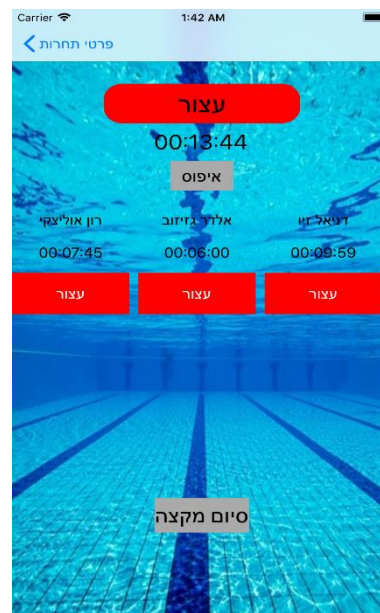 Carrier 1:42 AM
פרטי תחרות
עצור
00:13:44
איפוס
דניאל זיו אלדר גזיזוב רון אוליצקי
00:09:59 00:06:00 00:07:45
עצור עצור עצור
סיום מקצה